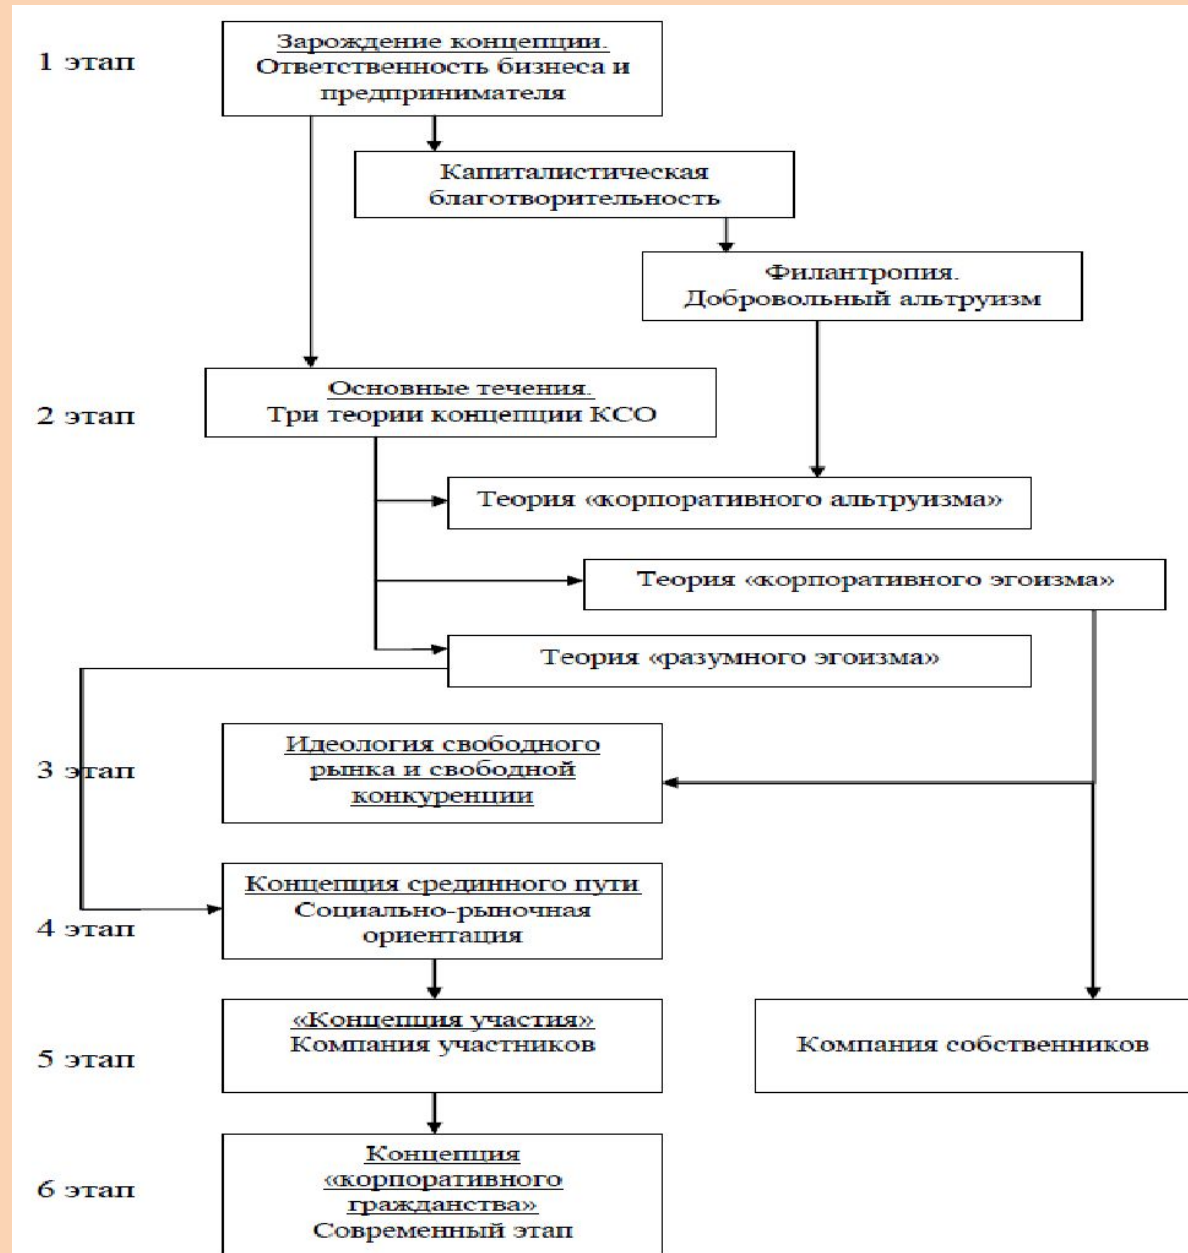 1 этап
Зарождение концепции.
Ответственность бизнеса и
предпринимателя
Капиталистическая
благотворительность
Филантропия.
Добровольный альтруизм
2 этап
Основные течения.
Три теории концепции КСО
Теория «корпоративного альтруизма»
Теория «корпоративного эгоизма»
Теория «разумного эгоизма»
3 этап
Идеология свободного
рынка и свободной
конкуренции
4 этап
Концепция срединного пути
Социально-рыночная
ориентация
5 этап
«Концепция участия»
Компания участников
Компания собственников
6 этап
Концепция
«корпоративного
гражданства»
Современный этап